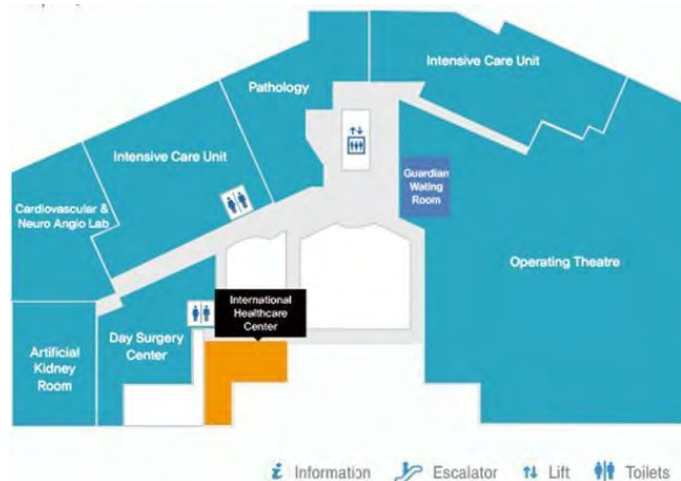 Intensive Care Unit
Pathology
Intensive Care Unit
Guardian
Wating
Room
Cardiovascular &
Neuro Angio Lab
Operating Theatre
International
Healthcare
Center
Day Surgery
Center
Artificial
Kidney
Room
Information
Escalator
Lift
Toilets